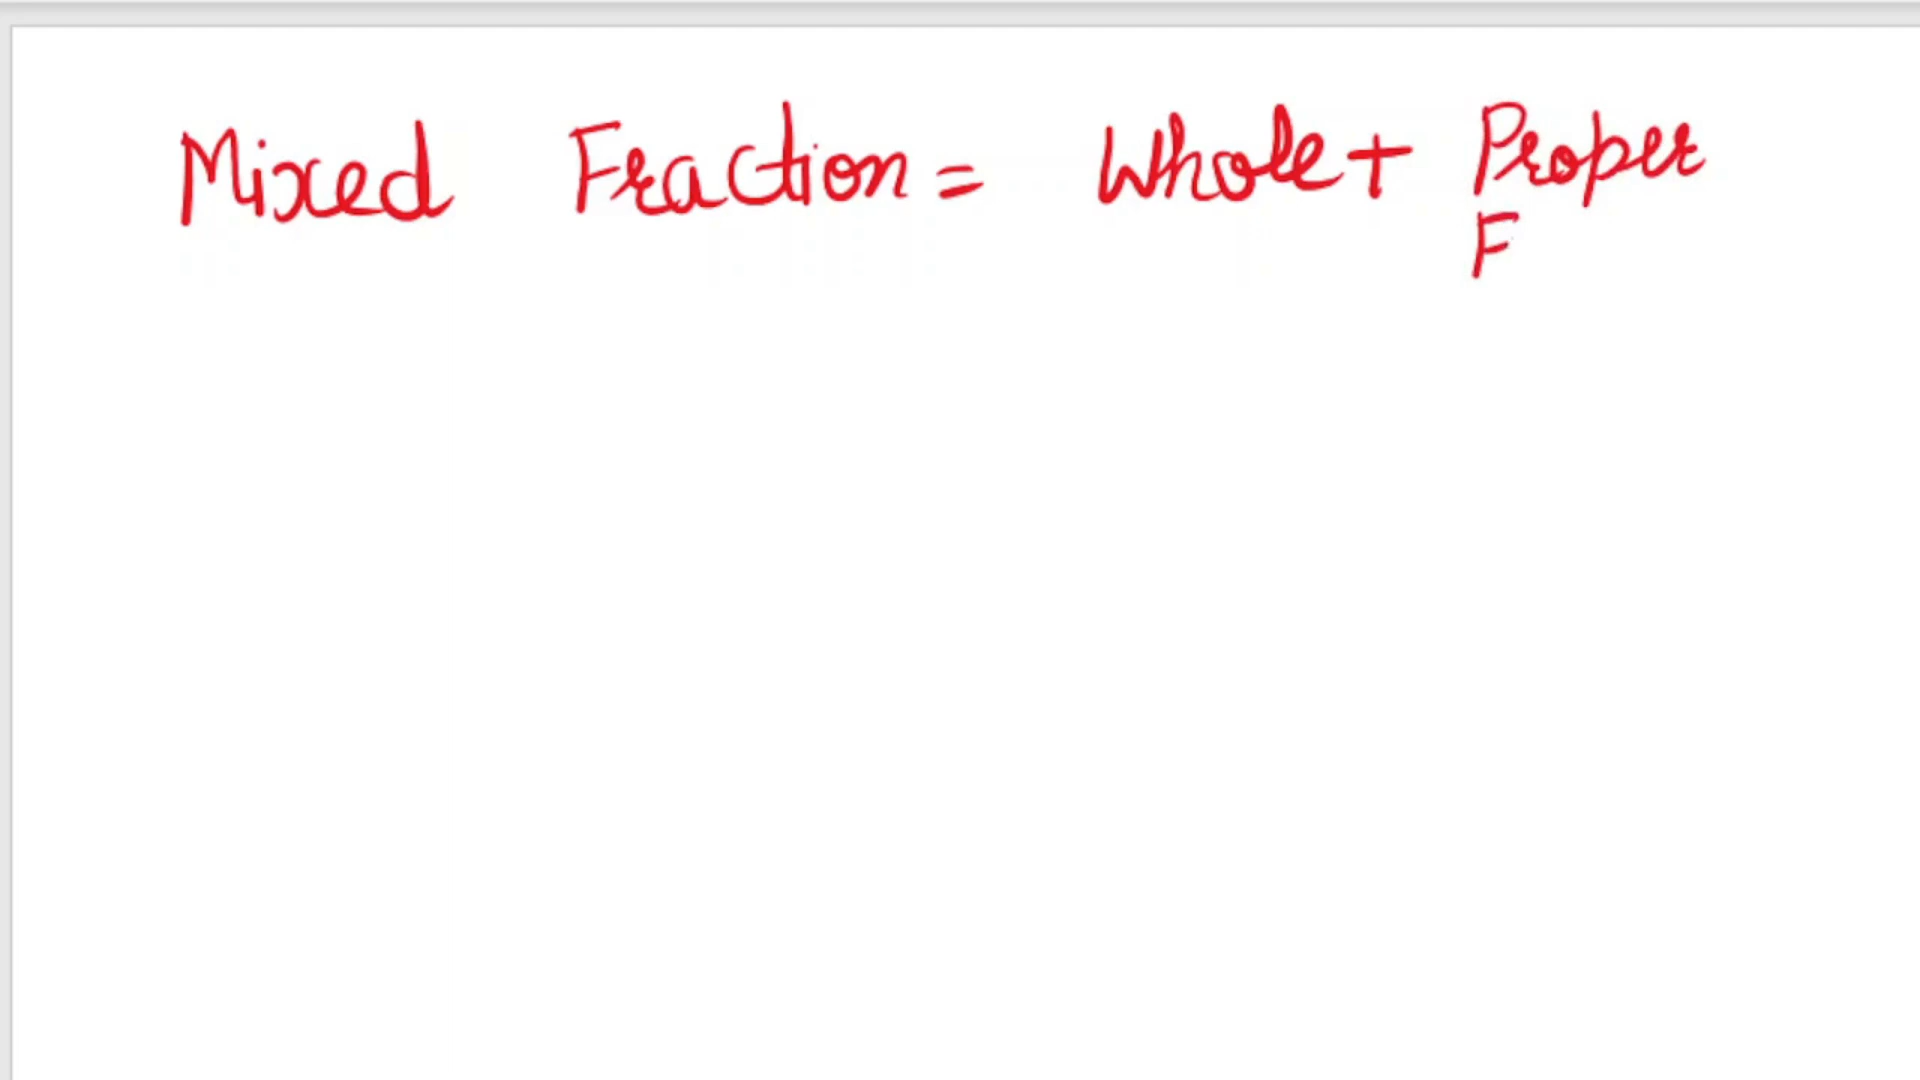 Mixed Fraction = Whole + Proper
F